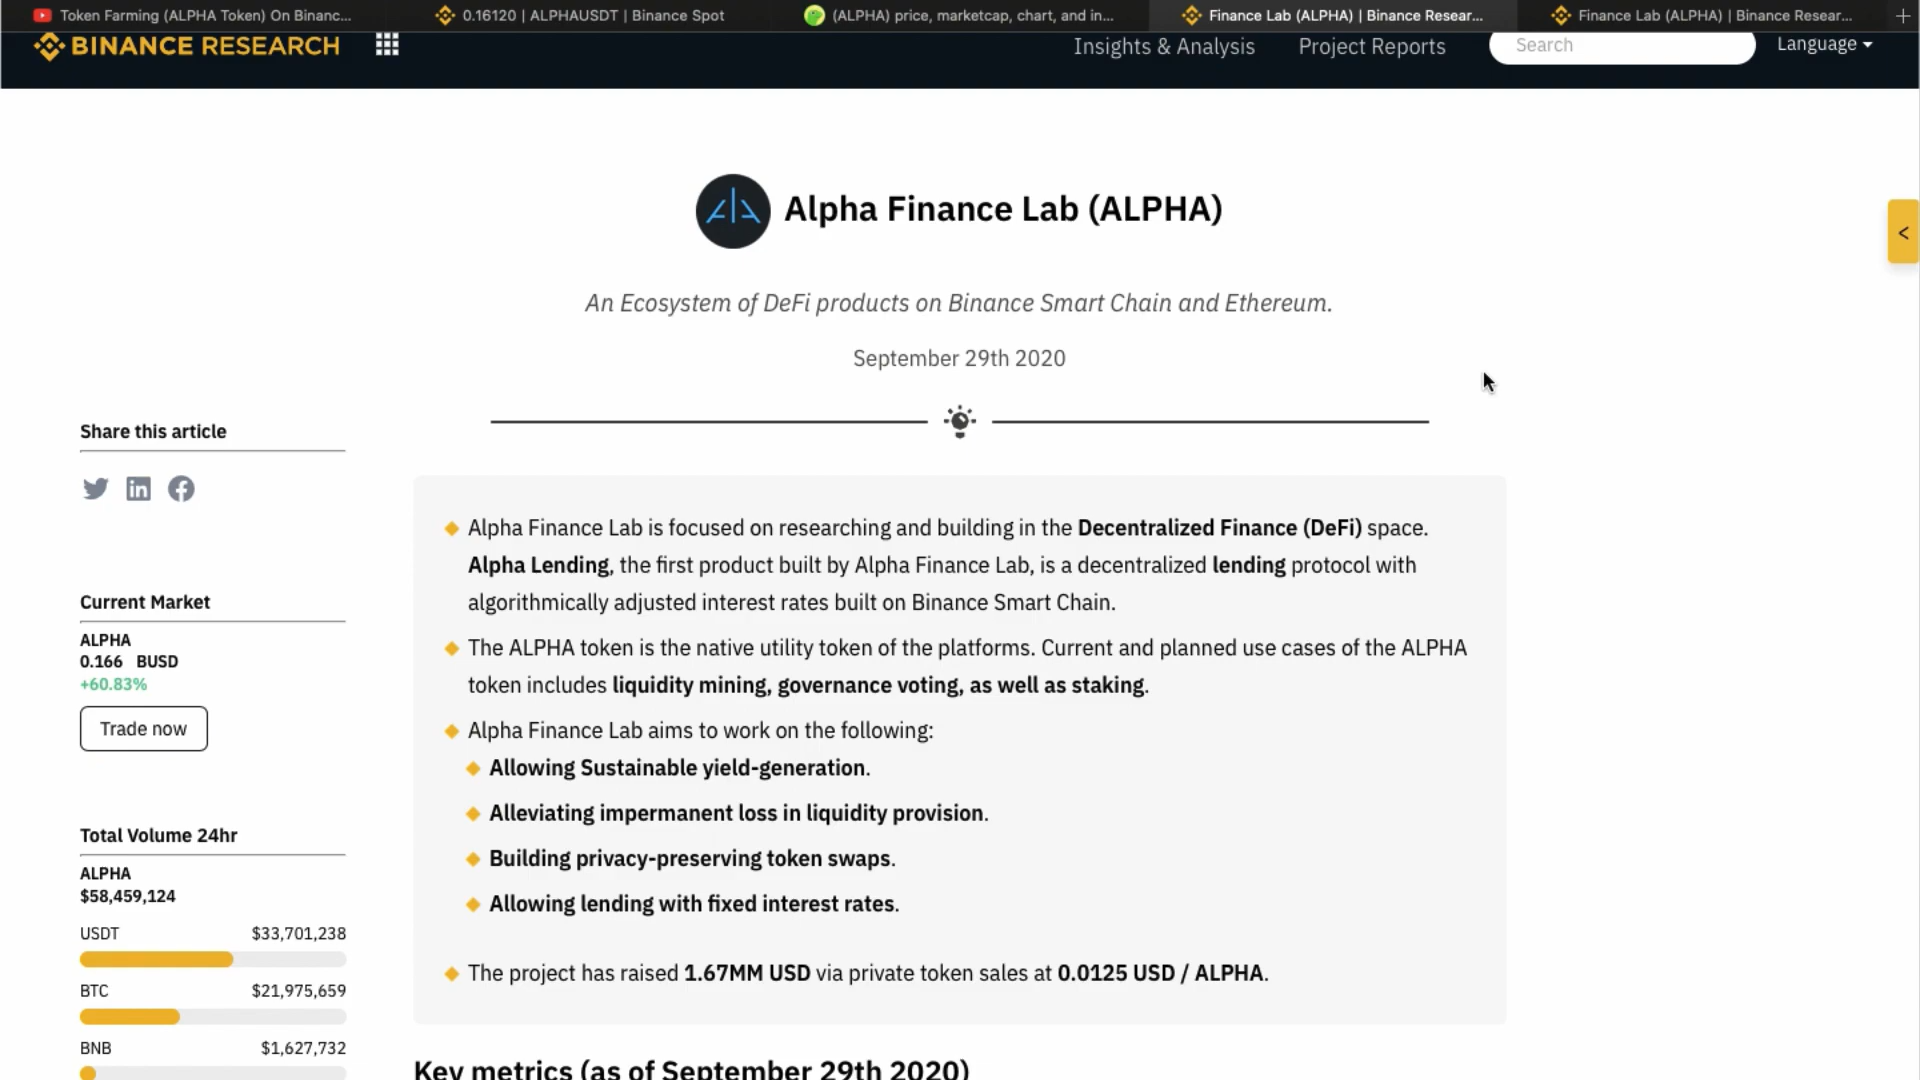 Token Farming (ALPHA Token) On Binanc...
0.16120 | ALPHAUSDT | Binance Spot
(ALPHA) price, marketcap, chart, and in...
Finance Lab (ALPHA) | Binance Resear...
Finance Lab (ALPHA) | Binance Resear...
BINANCE RESEARCH
Insights & Analysis
Project Reports
Search
Language
Alpha Finance Lab (ALPHA)
<
An Ecosystem of DeFi products on Binance Smart Chain and Ethereum.
September 29th 2020
Share this article
Current Market
ALPHA
0.166 BUSD
+60.83%
Trade now
Total Volume 24hr
ALPHA
$58,459,124
USDT $33,701,238
BTC $21,975,659
BNB $1,627,732
Alpha Finance Lab is focused on researching and building in the Decentralized Finance (DeFi) space.
Alpha Lending, the first product built by Alpha Finance Lab, is a decentralized lending protocol with
algorithmically adjusted interest rates built on Binance Smart Chain.
The ALPHA token is the native utility token of the platforms. Current and planned use cases of the ALPHA
token includes liquidity mining, governance voting, as well as staking.
Alpha Finance Lab aims to work on the following:
Allowing Sustainable yield-generation.
Alleviating impermanent loss in liquidity provision.
Building privacy-preserving token swaps.
Allowing lending with fixed interest rates.
The project has raised 1.67MM USD via private token sales at 0.0125 USD / ALPHA.
Key metrics (as of September 29th 2020)